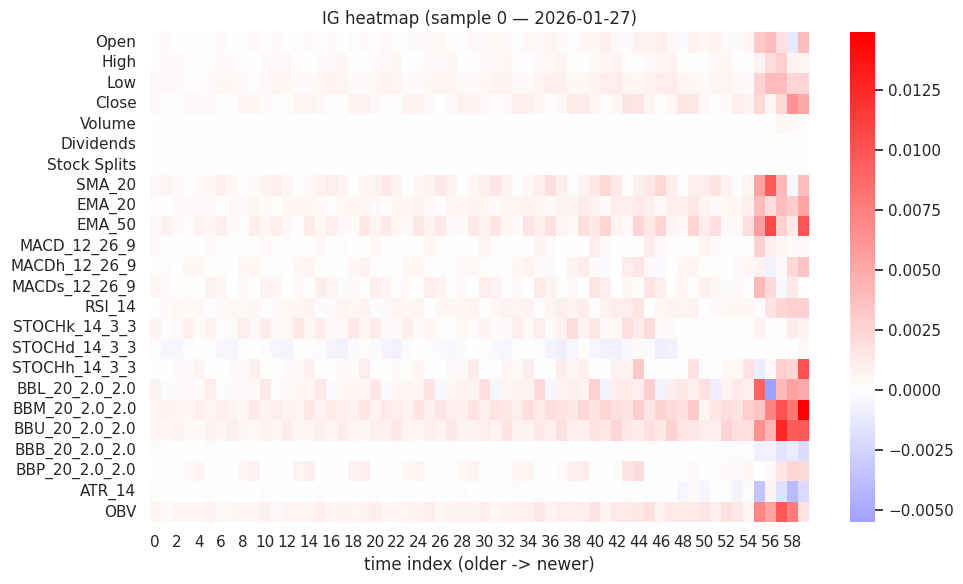 IG heatmap (sample 0 — 2026-01-27)
Open
High
Low
Close
Volume
Dividends
Stock Splits
SMA_20
EMA_20
EMA_50
MACD_12_26_9
MACDh_12_26_9
MACDs_12_26_9
RSI_14
STOCHk_14_3_3
STOCHd_14_3_3
STOCHh_14_3_3
BBL_20_2.0_2.0
BBM_20_2.0_2.0
BBU_20_2.0_2.0
BBB_20_2.0_2.0
BBP_20_2.0_2.0
ATR_14
OBV
0 2 4 6 8 10 12 14 16 18 20 22 24 26 28 30 32 34 36 38 40 42 44 46 48 50 52 54 56 58
time index (older -> newer)
0.0125
0.0100
0.0075
0.0050
0.0025
0.0000
−0.0025
−0.0050